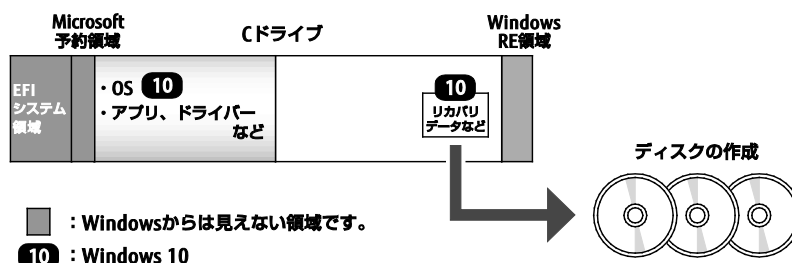 Microsoft
予約領域
Cドライブ
Windows
RE領域
EFI
システム
領域
・OS 10
・アプリ、ドライバー
など
10
リカバリ
データなど
ディスクの作成
：Windowsからは見えない領域です。
10：Windows 10